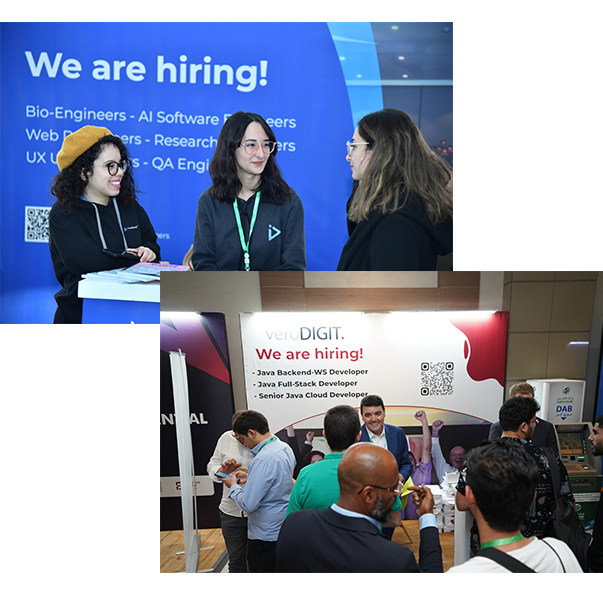 We are hiring!
Bio-Engineers - AI Software
Web - Research
UX - QA
veroDIGIT.
We are hiring!
- Java Backend-WS Developer
- Java Full-Stack Developer
- Senior Java Cloud Developer
DAB